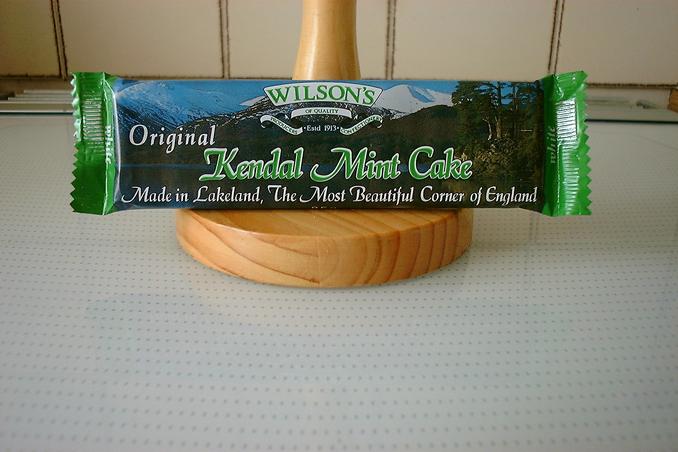 WILSON'S
OF QUALITY
Estd 1913
Original
Kendal Mint Cake
Made in Lakeland, The Most Beautiful Corner of England
white
white